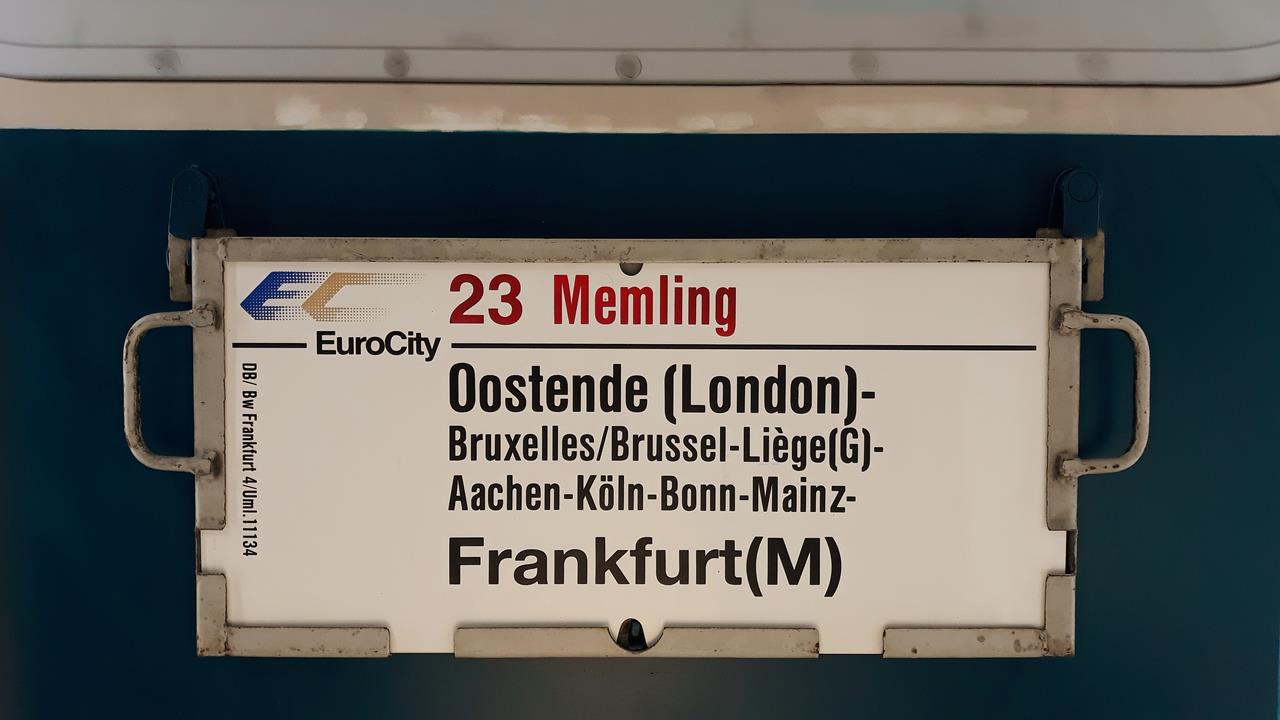 EC
23 Memling
EuroCity
Oostende (London)-
Bruxelles/Brussel-Liège(G)-
Aachen-Köln-Bonn-Mainz-
Frankfurt(M)
DB/ Bw Frankfurt 4/Uml.11134